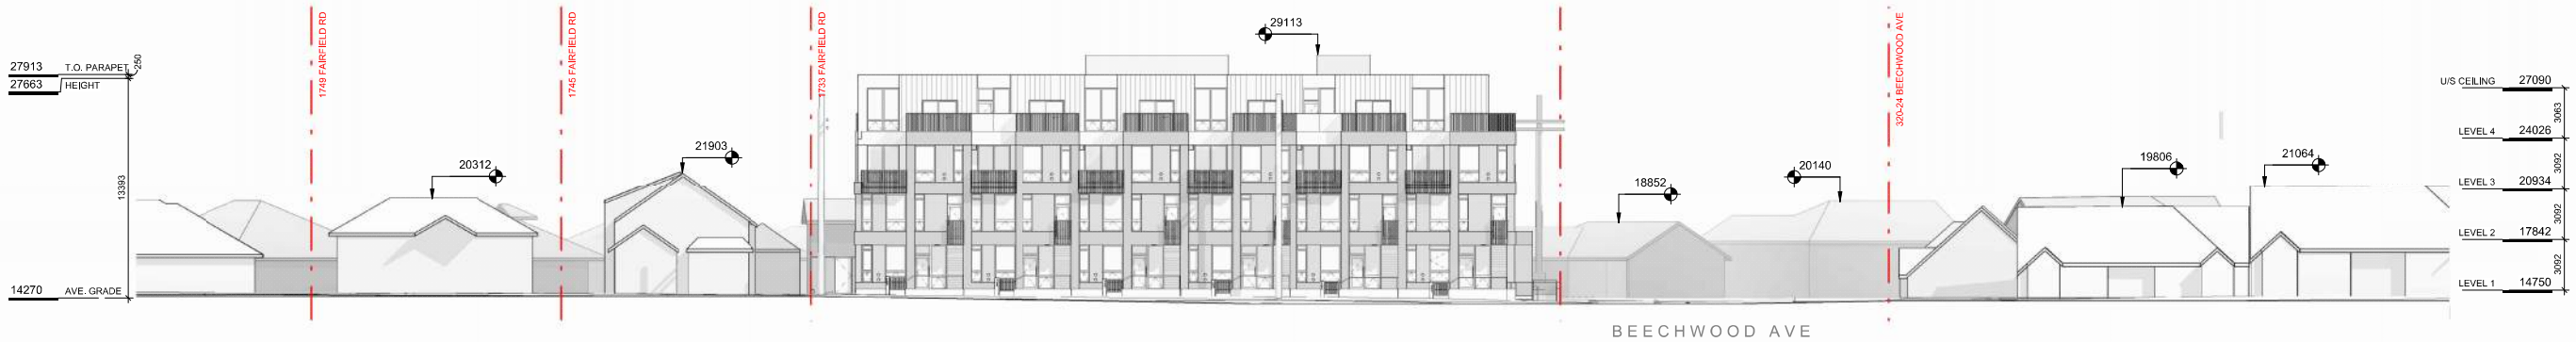 27913 T.O. PARAPET
250
27663 HEIGHT
13393
14270 AVE. GRADE
1749 FAIRFIELD RD
20312
1745 FAIRFIELD RD
21903
1733 FAIRFIELD RD
29113
18852
20140
320-24 BEECHWOOD AVE
19806
21064
U/S CEILING 27090
3063
LEVEL 4 24026
3092
LEVEL 3 20934
3092
LEVEL 2 17842
3092
LEVEL 1 14750
BEECHWOOD AVE